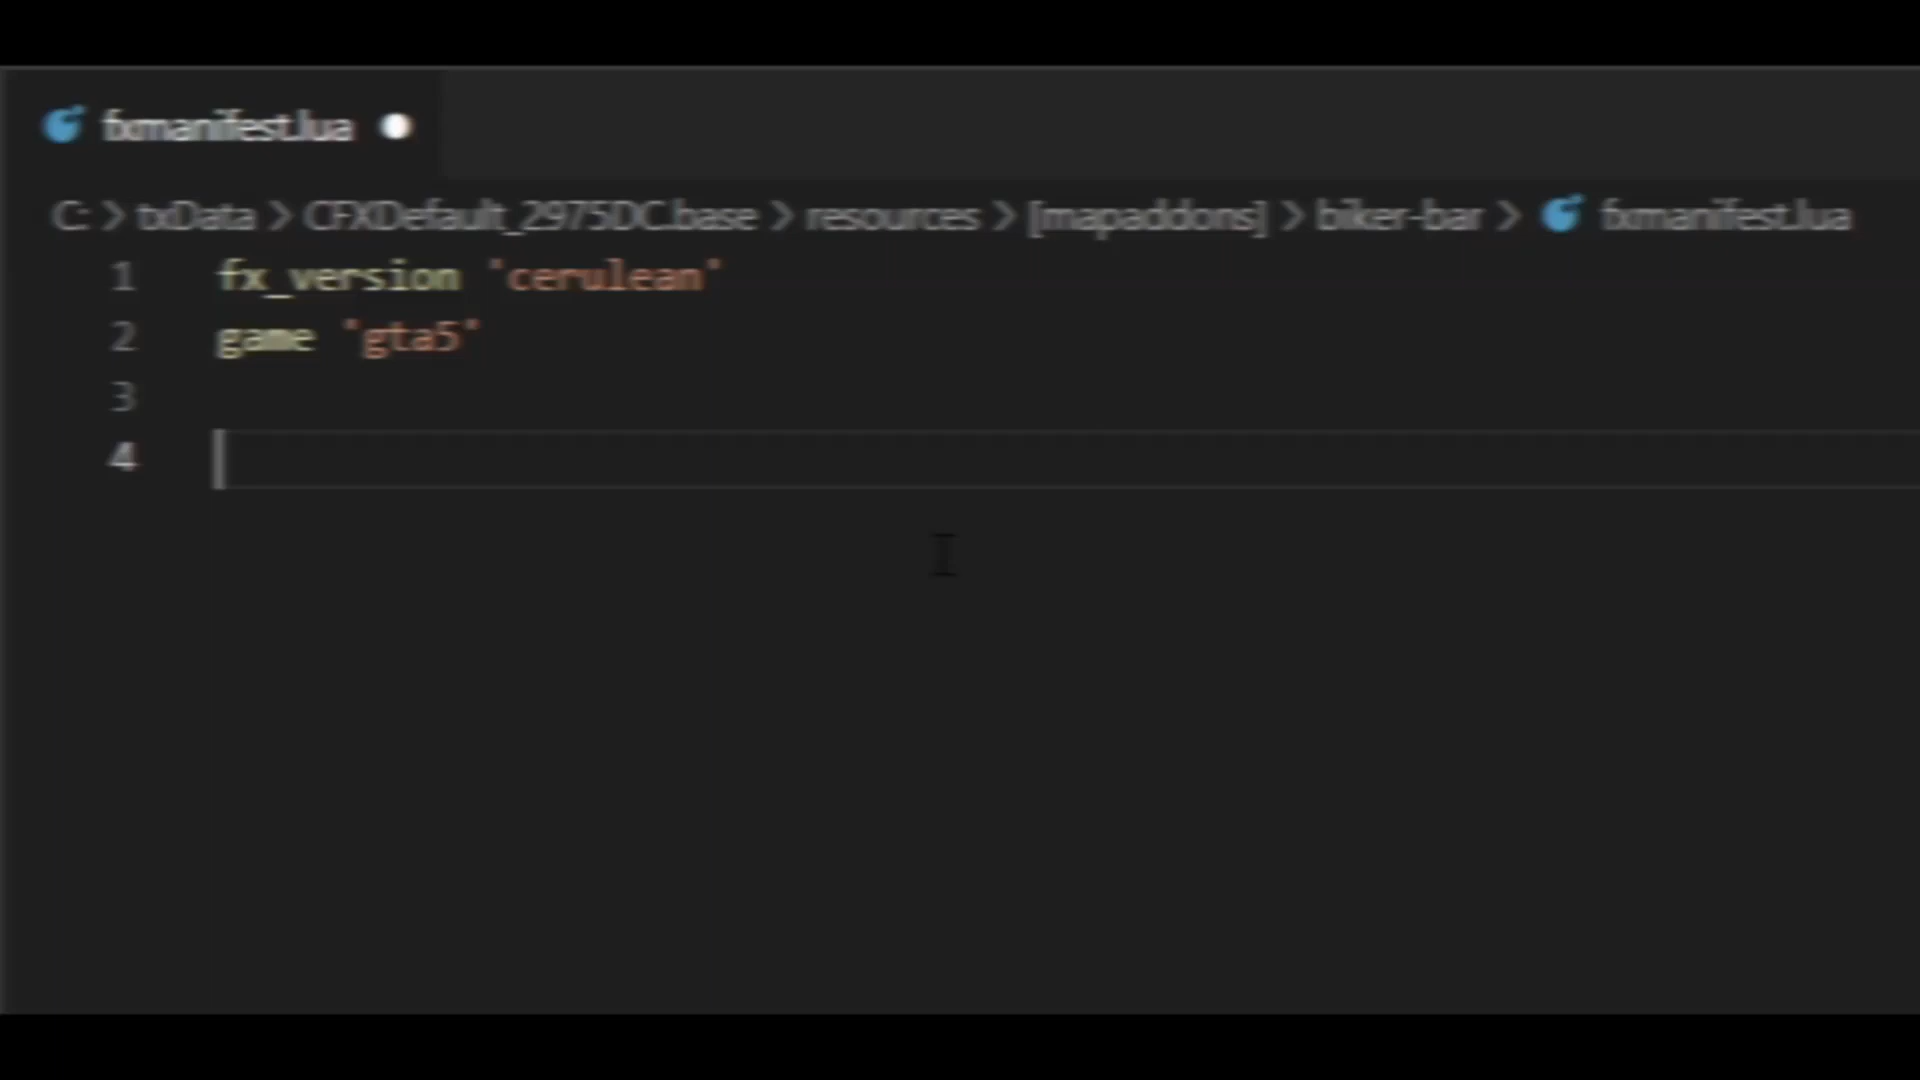 fxmanifest.lua
C: > txData > CFXDefault_2975DC.base > resources > [mapaddons] > biker-bar > fxmanifest.lua
1 fx_version "cerulean"
2 game "gta5"
3
4